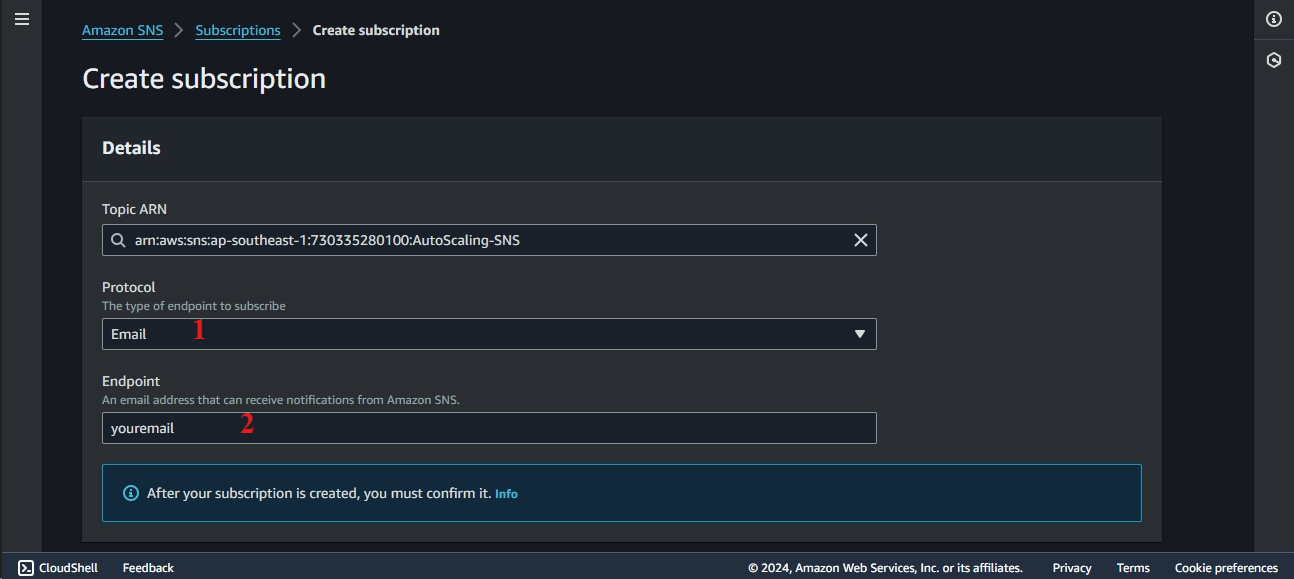 Amazon SNS > Subscriptions > Create subscription
Create subscription
Details
Topic ARN
arn:aws:sns:ap-southeast-1:730335280100:AutoScaling-SNS
Protocol
The type of endpoint to subscribe
Email 1
Endpoint
An email address that can receive notifications from Amazon SNS.
youremail 2
After your subscription is created, you must confirm it. Info
CloudShell Feedback © 2024, Amazon Web Services, Inc. or its affiliates. Privacy Terms Cookie preferences